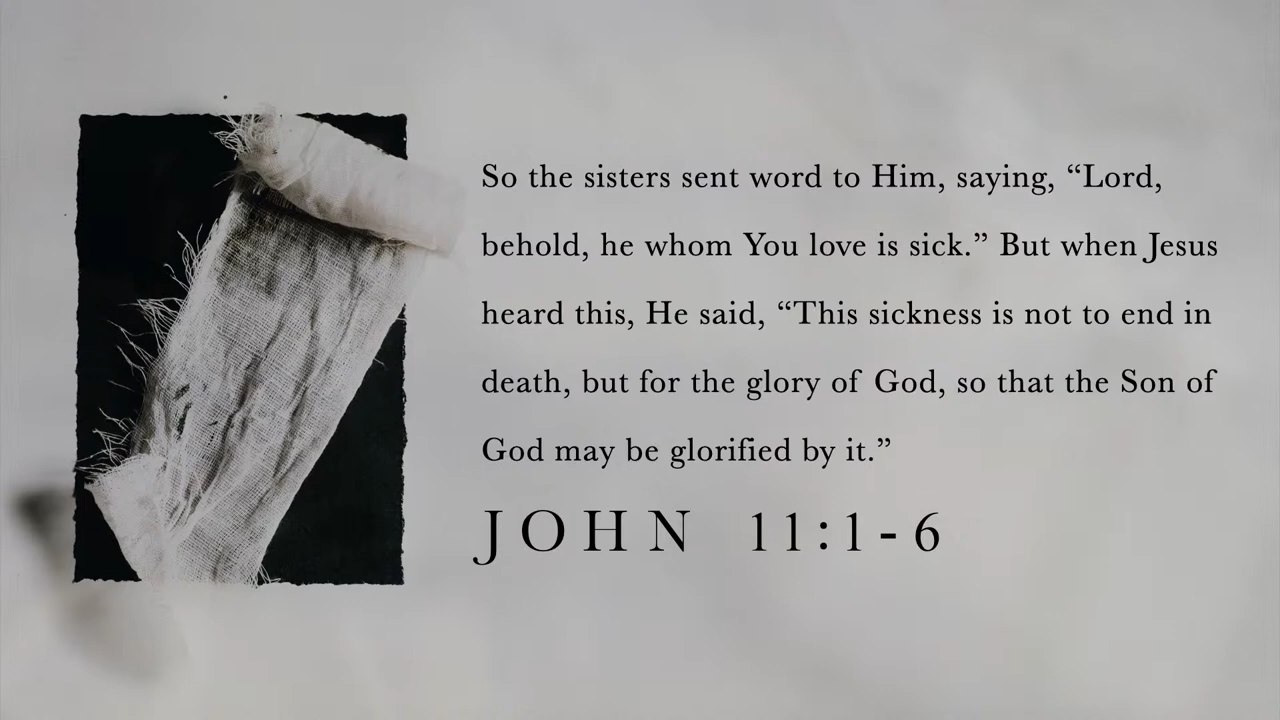 So the sisters sent word to Him, saying, “Lord,
behold, he whom You love is sick.” But when Jesus
heard this, He said, “This sickness is not to end in
death, but for the glory of God, so that the Son of
God may be glorified by it.”
JOHN 11:1-6